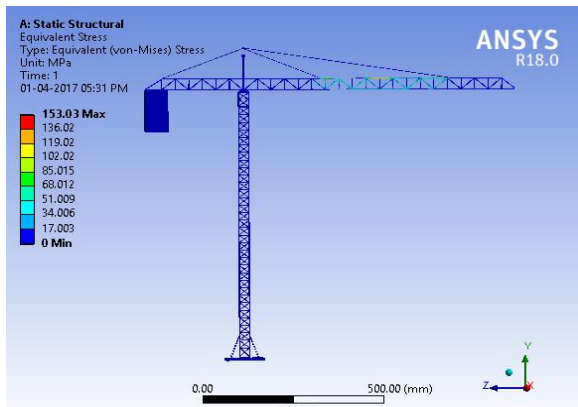 A: Static Structural
Equivalent Stress
Type: Equivalent (von-Mises) Stress
Unit: MPa
Time: 1
01-04-2017 05:31 PM
153.03 Max
136.02
119.02
102.02
85.015
68.012
51.009
34.006
17.003
0 Min
ANSYS
R18.0
0.00
500.00 (mm)
Y
Z
X